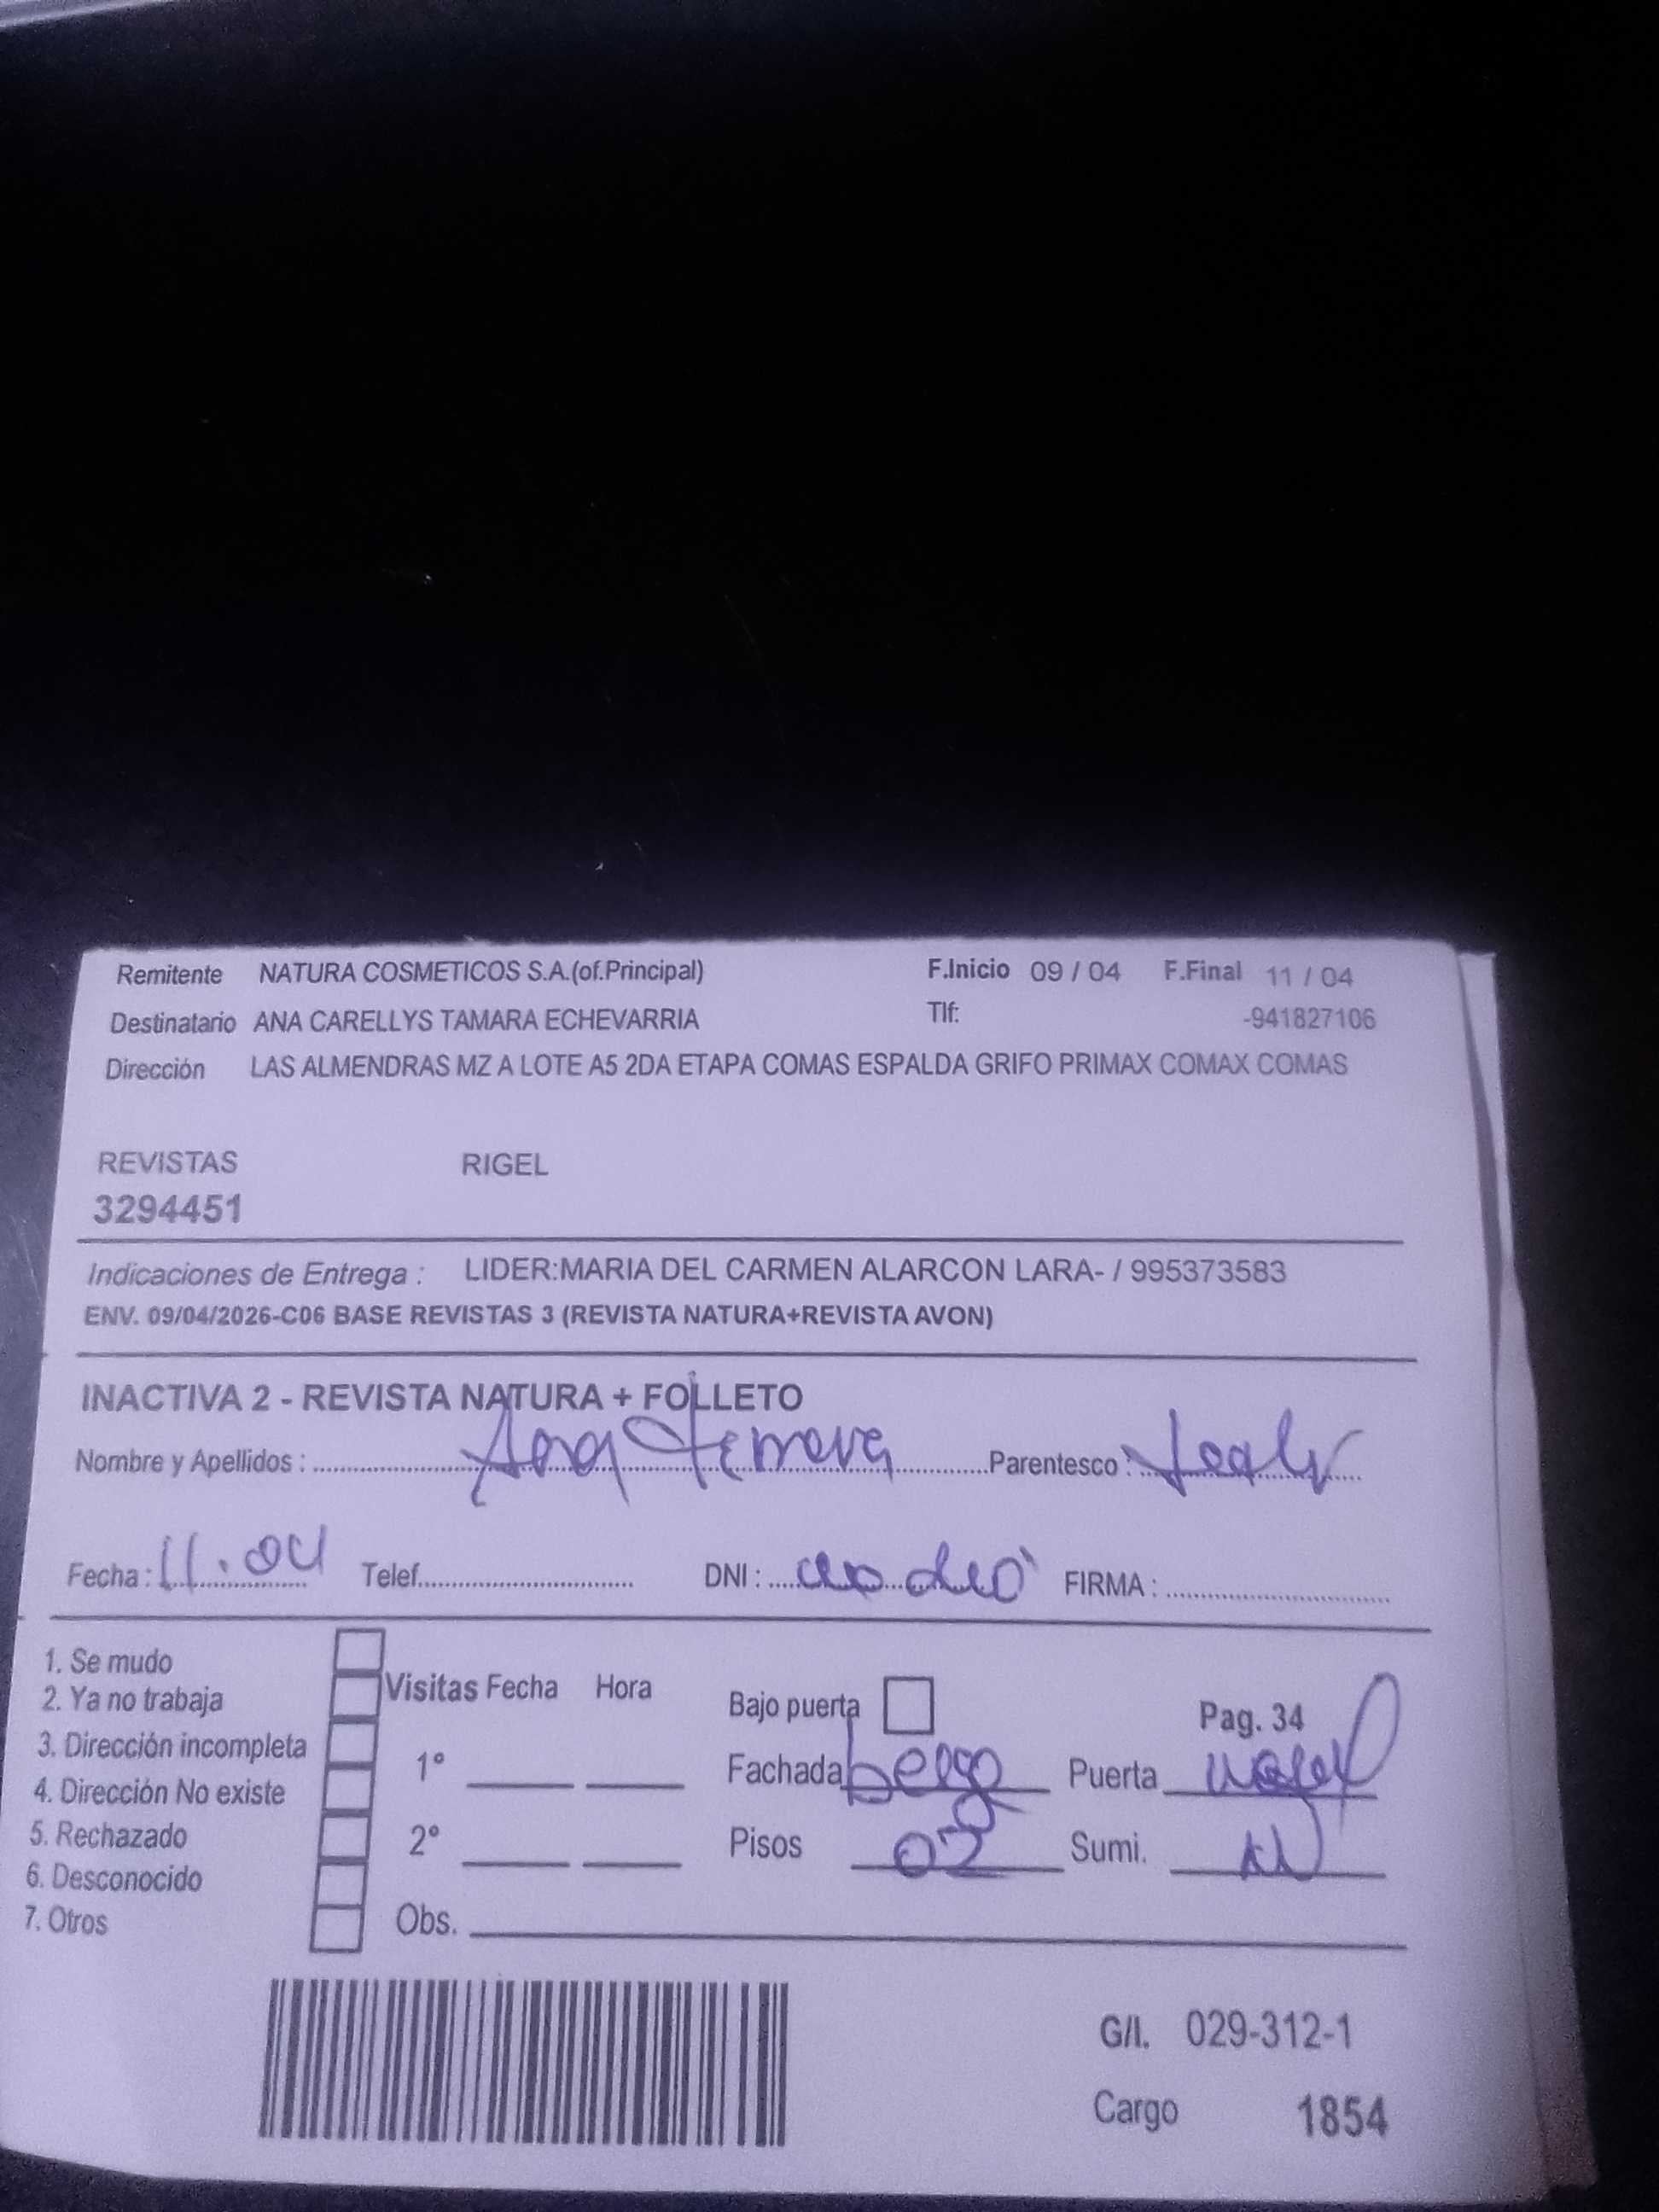 Remitente NATURA COSMETICOS S.A.(of.Principal) F.Inicio 09 / 04 F.Final 11 / 04
Destinatario ANA CARELLYS TAMARA ECHEVARRIA Tlf: -941827106
Dirección LAS ALMENDRAS MZ A LOTE A5 2DA ETAPA COMAS ESPALDA GRIFO PRIMAX COMAX COMAS
REVISTAS RIGEL
3294451
Indicaciones de Entrega : LIDER:MARIA DEL CARMEN ALARCON LARA- / 995373583
ENV. 09/04/2026-C06 BASE REVISTAS 3 (REVISTA NATURA+REVISTA AVON)
INACTIVA 2 - REVISTA NATURA + FOLLETO
Nombre y Apellidos : Ana Parentesco :
Fecha : 11.04 Telef. DNI : no dio FIRMA :
1. Se mudo
2. Ya no trabaja
3. Dirección incompleta
4. Dirección No existe
5. Rechazado
6. Desconocido
7. Otros
Visitas Fecha Hora
1°
2°
Obs.
Bajo puerta Pag. 34
Fachada Puerta
Pisos 02 Sumi.
G/I. 029-312-1
Cargo 1854